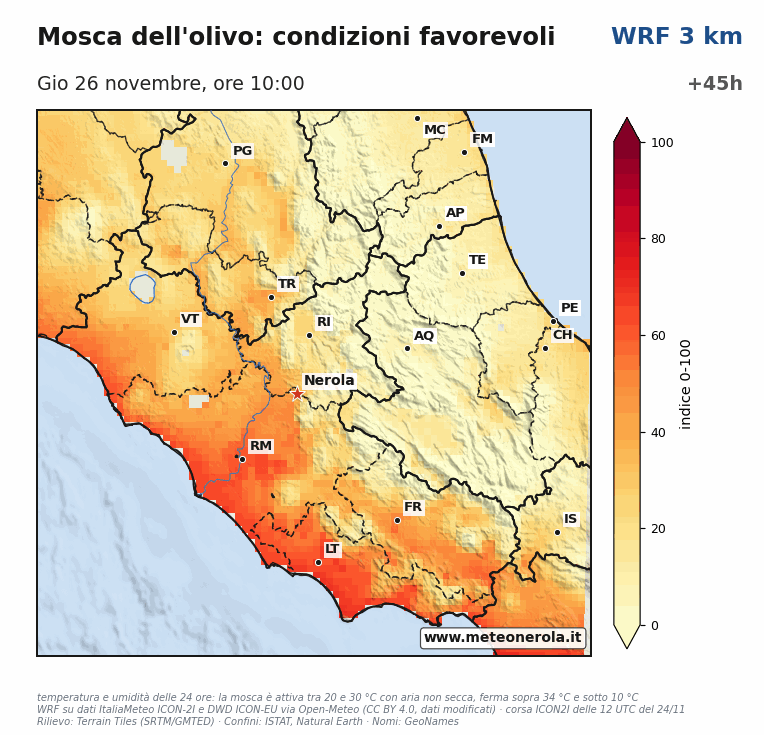 Mosca dell'olivo: condizioni favorevoli
WRF 3 km
Gio 26 novembre, ore 10:00
+45h
MC
FM
PG
AP
TE
TR
PE
VT
RI
AQ
CH
Nerola
RM
FR
IS
LT
www.meteonerola.it
100
80
60
40
20
0
indice 0-100
temperatura e umidità delle 24 ore: la mosca è attiva tra 20 e 30 °C con aria non secca, ferma sopra 34 °C e sotto 10 °C
WRF su dati ItaliaMeteo ICON-2I e DWD ICON-EU via Open-Meteo (CC BY 4.0, dati modificati) · corsa ICON2I delle 12 UTC del 24/11
Rilievo: Terrain Tiles (SRTM/GMTED) · Confini: ISTAT, Natural Earth · Nomi: GeoNames